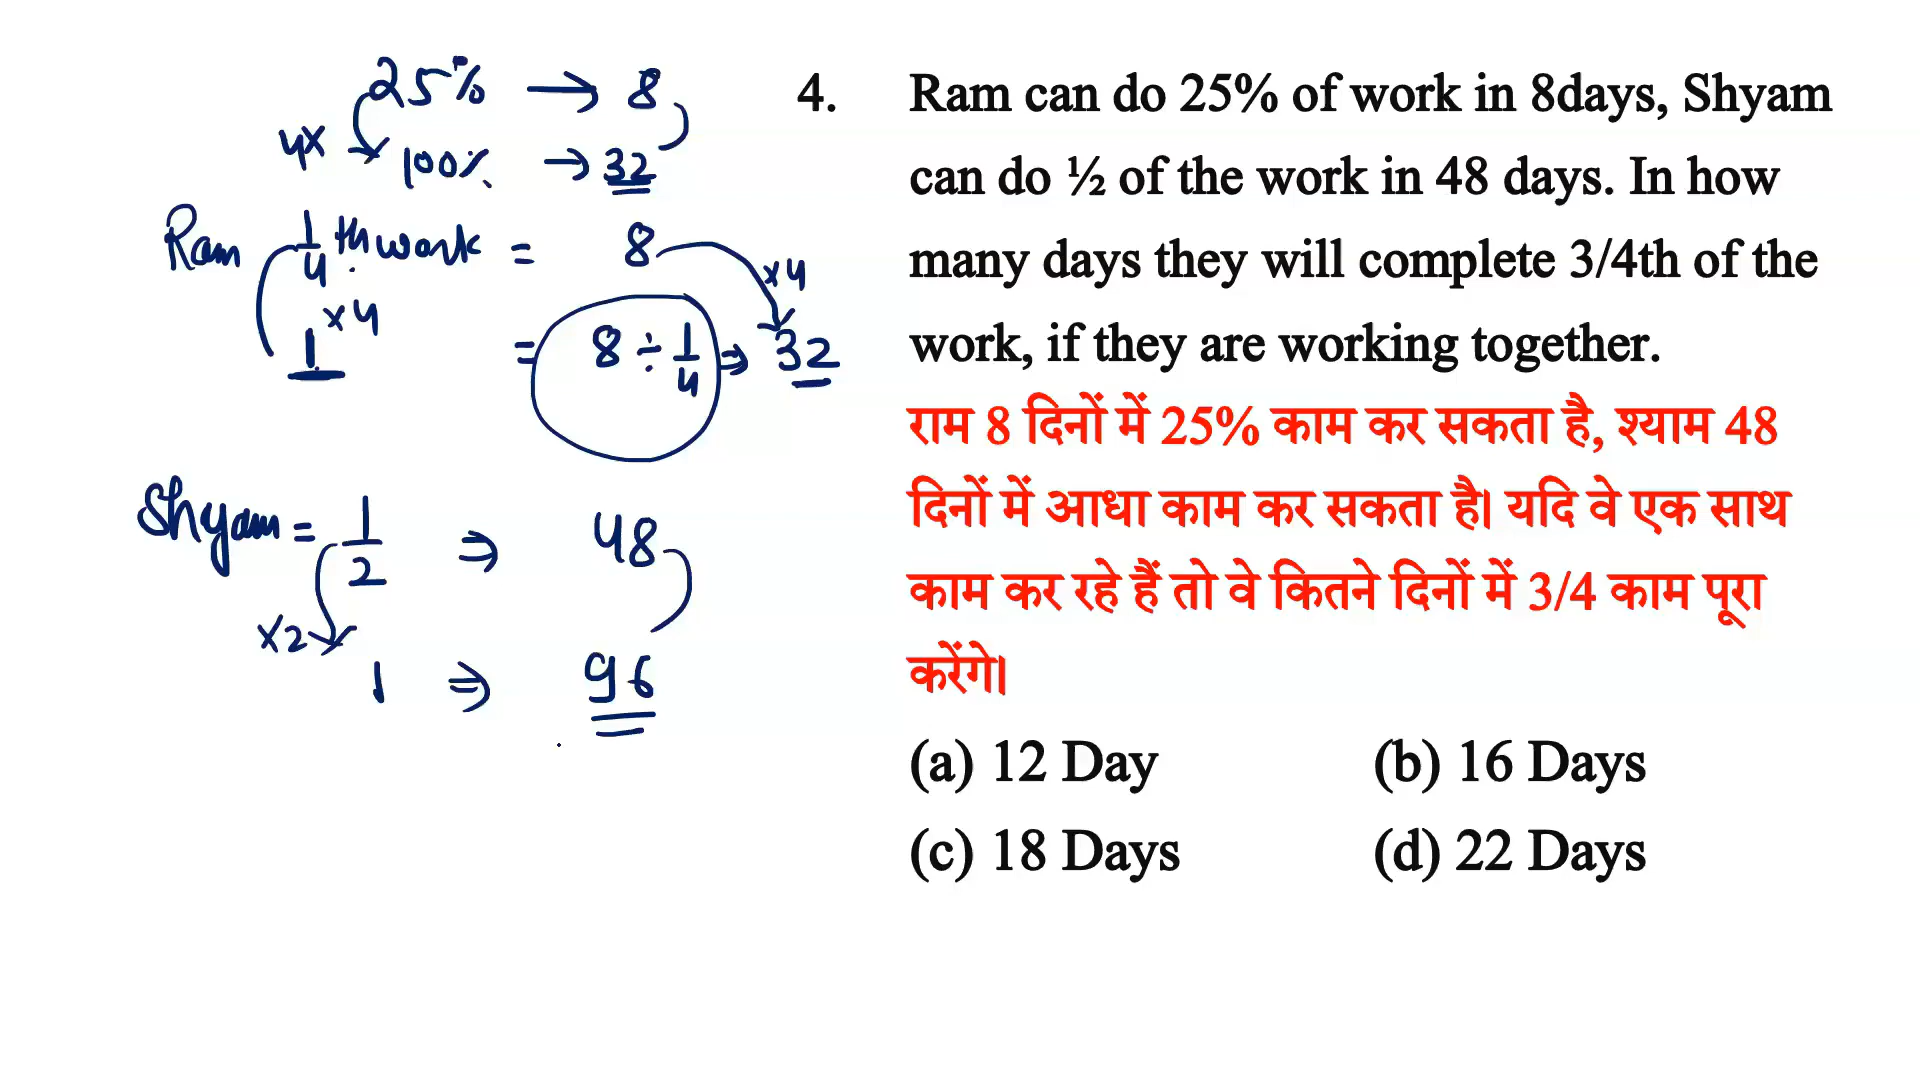 25% → 8
4x 100% → 32
Ram 1/4 th work = 8 x4
x4
1 = 8 ÷ 1/4 ⇒ 32
Shyam = 1/2 ⇒ 48
x2
1 ⇒ 96
4. Ram can do 25% of work in 8days, Shyam
can do ½ of the work in 48 days. In how
many days they will complete 3/4th of the
work, if they are working together.
राम 8 दिनों में 25% काम कर सकता है, श्याम 48
दिनों में आधा काम कर सकता है। यदि वे एक साथ
काम कर रहे हैं तो वे कितने दिनों में 3/4 काम पूरा
करेंगे।
(a) 12 Day (b) 16 Days
(c) 18 Days (d) 22 Days